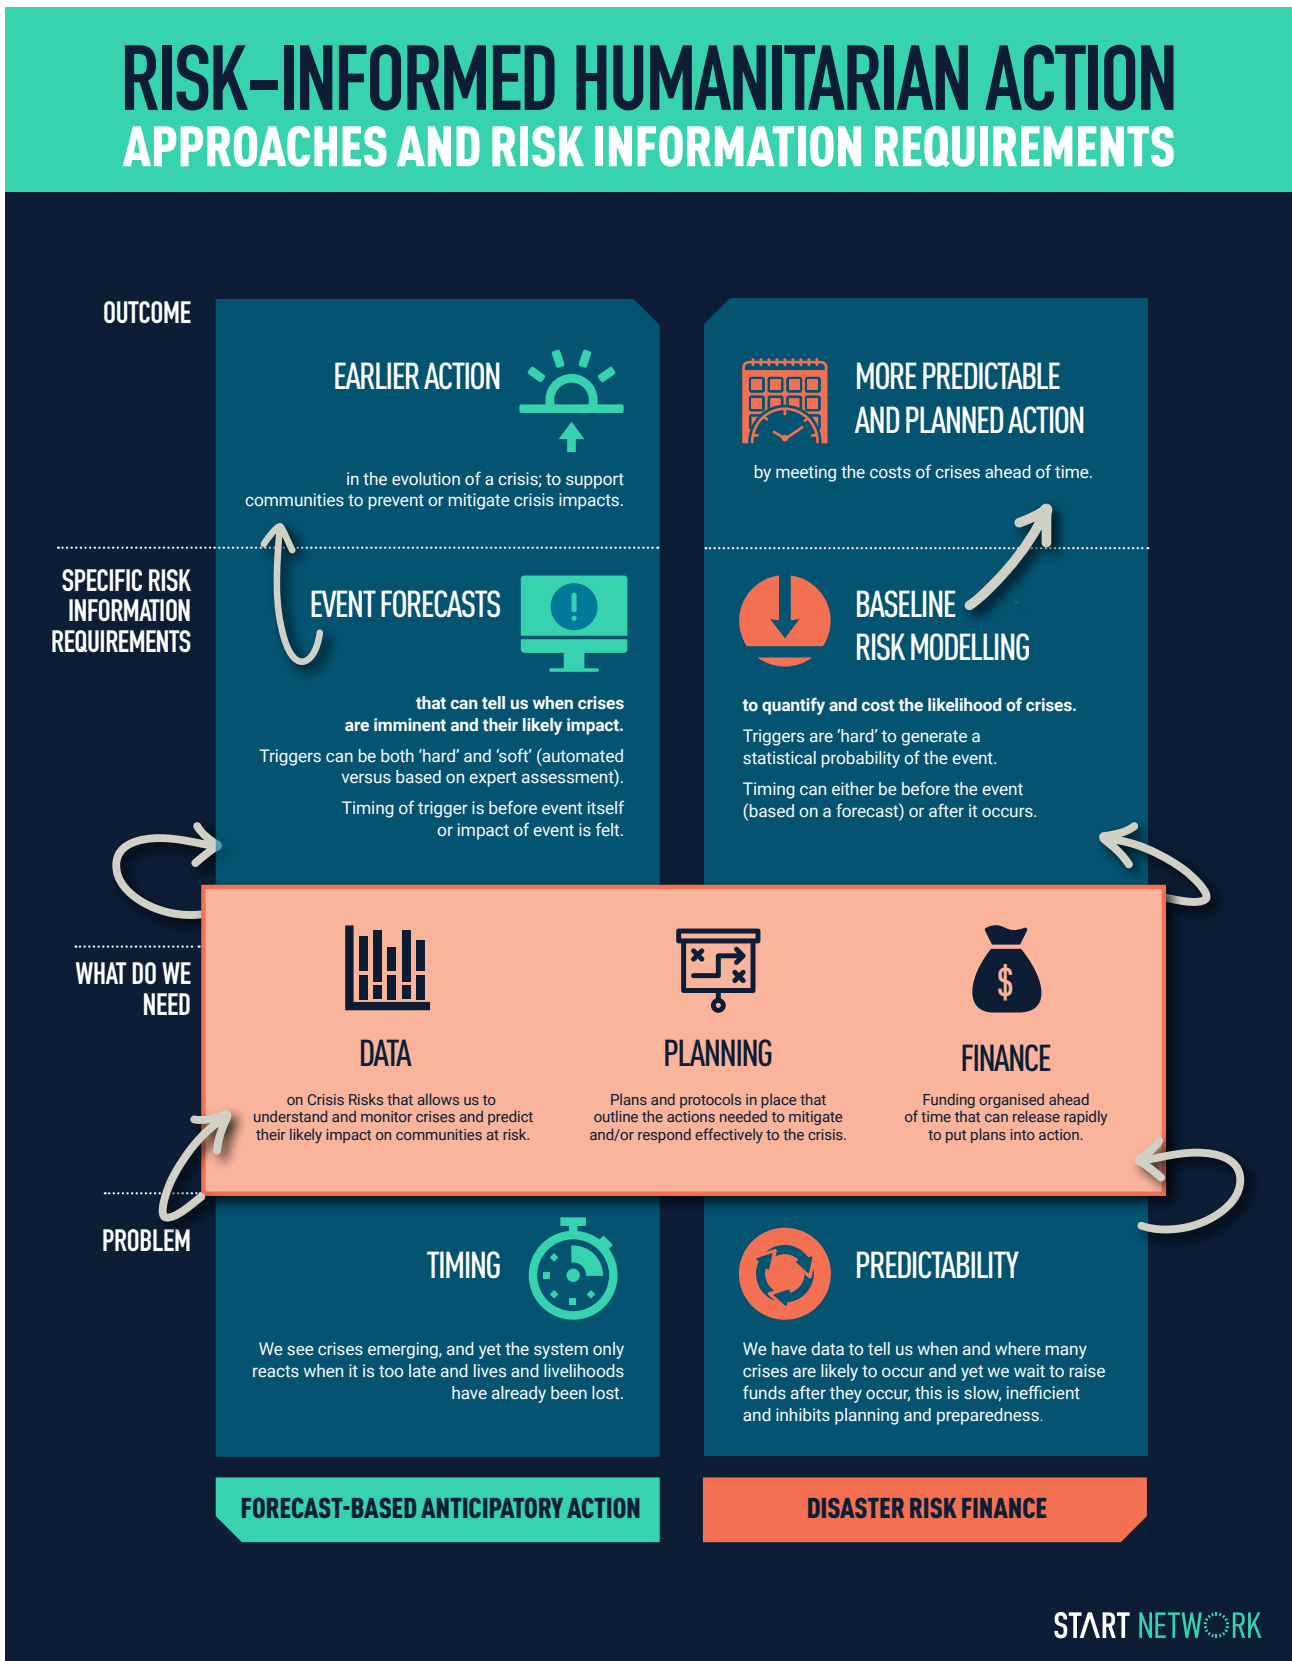 RISK-INFORMED HUMANITARIAN ACTION
APPROACHES AND RISK INFORMATION REQUIREMENTS
OUTCOME
EARLIER ACTION
in the evolution of a crisis; to support
communities to prevent or mitigate crisis impacts.
MORE PREDICTABLE
AND PLANNED ACTION
by meeting the costs of crises ahead of time.
SPECIFIC RISK
INFORMATION
REQUIREMENTS
EVENT FORECASTS
that can tell us when crises
are imminent and their likely impact.
Triggers can be both ‘hard’ and ‘soft’ (automated
versus based on expert assessment).
Timing of trigger is before event itself
or impact of event is felt.
BASELINE
RISK MODELLING
to quantify and cost the likelihood of crises.
Triggers are ‘hard’ to generate a
statistical probability of the event.
Timing can either be before the event
(based on a forecast) or after it occurs.
WHAT DO WE
NEED
DATA
on Crisis Risks that allows us to
understand and monitor crises and predict
their likely impact on communities at risk.
PLANNING
Plans and protocols in place that
outline the actions needed to mitigate
and/or respond effectively to the crisis.
$
FINANCE
Funding organised ahead
of time that can release rapidly
to put plans into action.
PROBLEM
TIMING
We see crises emerging, and yet the system only
reacts when it is too late and lives and livelihoods
have already been lost.
PREDICTABILITY
We have data to tell us when and where many
crises are likely to occur and yet we wait to raise
funds after they occur, this is slow, inefficient
and inhibits planning and preparedness.
FORECAST-BASED ANTICIPATORY ACTION
DISASTER RISK FINANCE
START NETWORK